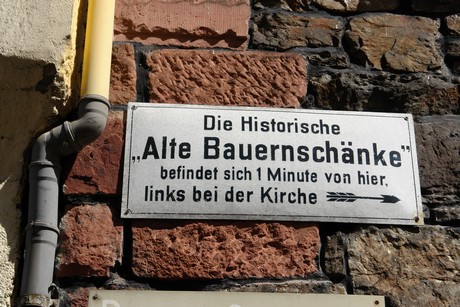 Die Historische
„Alte Bauernschänke”
befindet sich 1 Minute von hier,
links bei der Kirche